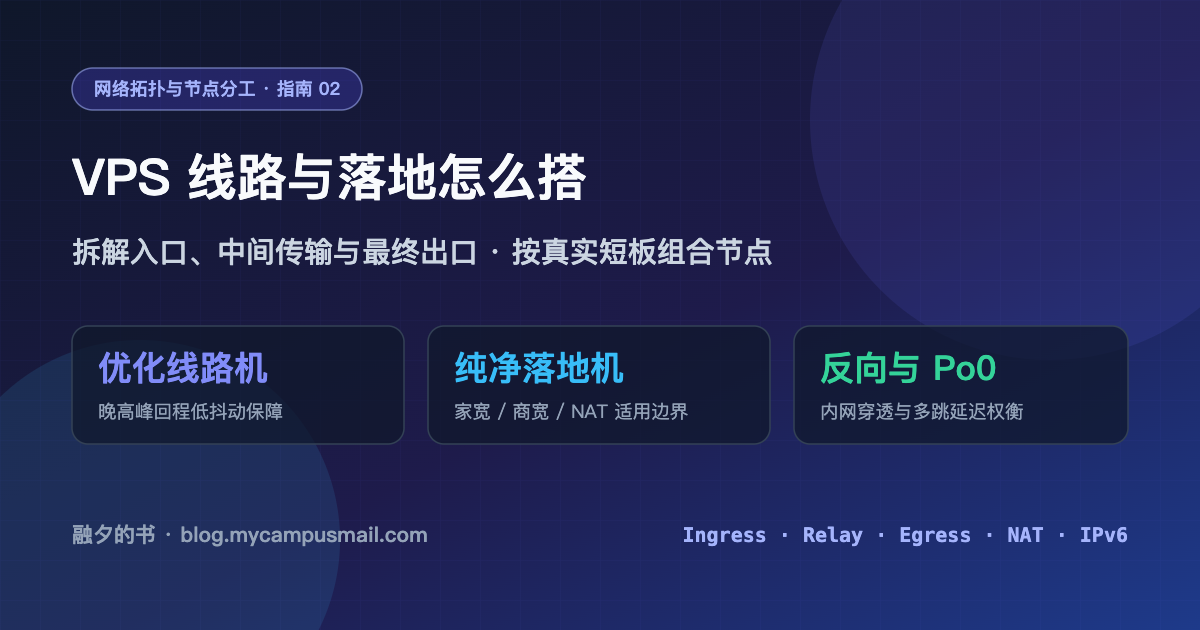 网络拓扑与节点分工 · 指南 02
VPS 线路与落地怎么搭
拆解入口、中间传输与最终出口 · 按真实短板组合节点
优化线路机
晚高峰回程低抖动保障
纯净落地机
家宽 / 商宽 / NAT 适用边界
反向与 Po0
内网穿透与多跳延迟权衡
融夕的书 · blog.mycampusmail.com
Ingress · Relay · Egress · NAT · IPv6